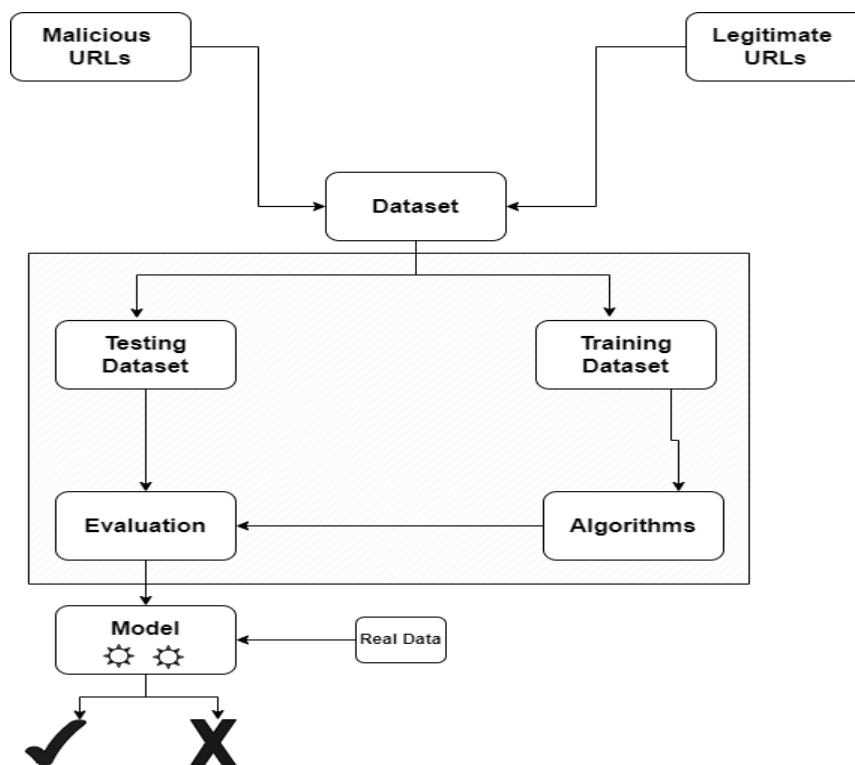 Malicious
URLs
Legitimate
URLs
Dataset
Testing
Dataset
Training
Dataset
Evaluation
Algorithms
Model
Real Data